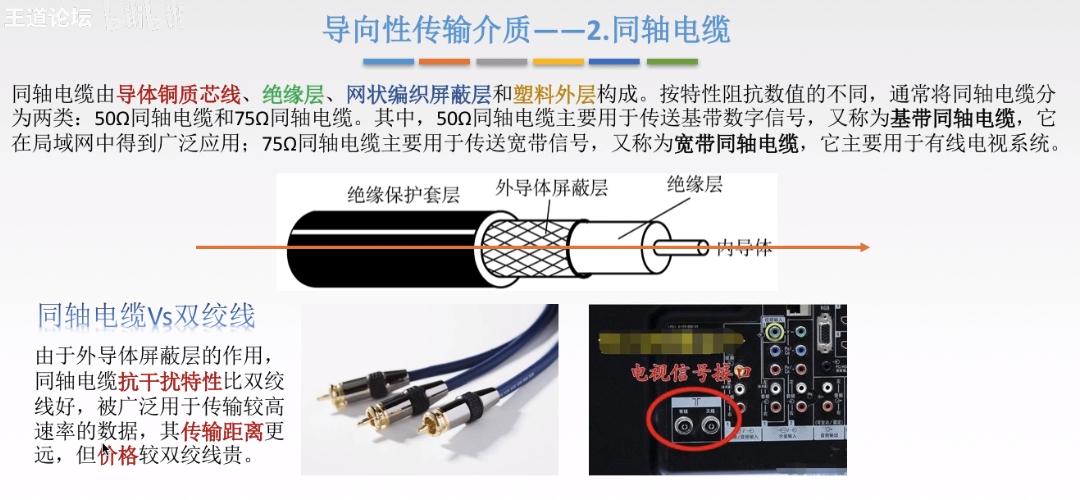 王道论坛
导向性传输介质——2.同轴电缆
同轴电缆由导体铜质芯线、绝缘层、网状编织屏蔽层和塑料外层构成。按特性阻抗数值的不同，通常将同轴电缆分
为两类：50Ω同轴电缆和75Ω同轴电缆。其中，50Ω同轴电缆主要用于传送基带数字信号，又称为基带同轴电缆，它
在局域网中得到广泛应用；75Ω同轴电缆主要用于传送宽带信号，又称为宽带同轴电缆，它主要用于有线电视系统。
绝缘保护套层
外导体屏蔽层
绝缘层
内导体
同轴电缆Vs双绞线
由于外导体屏蔽层的作用，
同轴电缆抗干扰特性比双绞
线好，被广泛用于传输较高
速率的数据，其传输距离更
远，但价格较双绞线贵。
RGB
电视信号接口
有线
天线